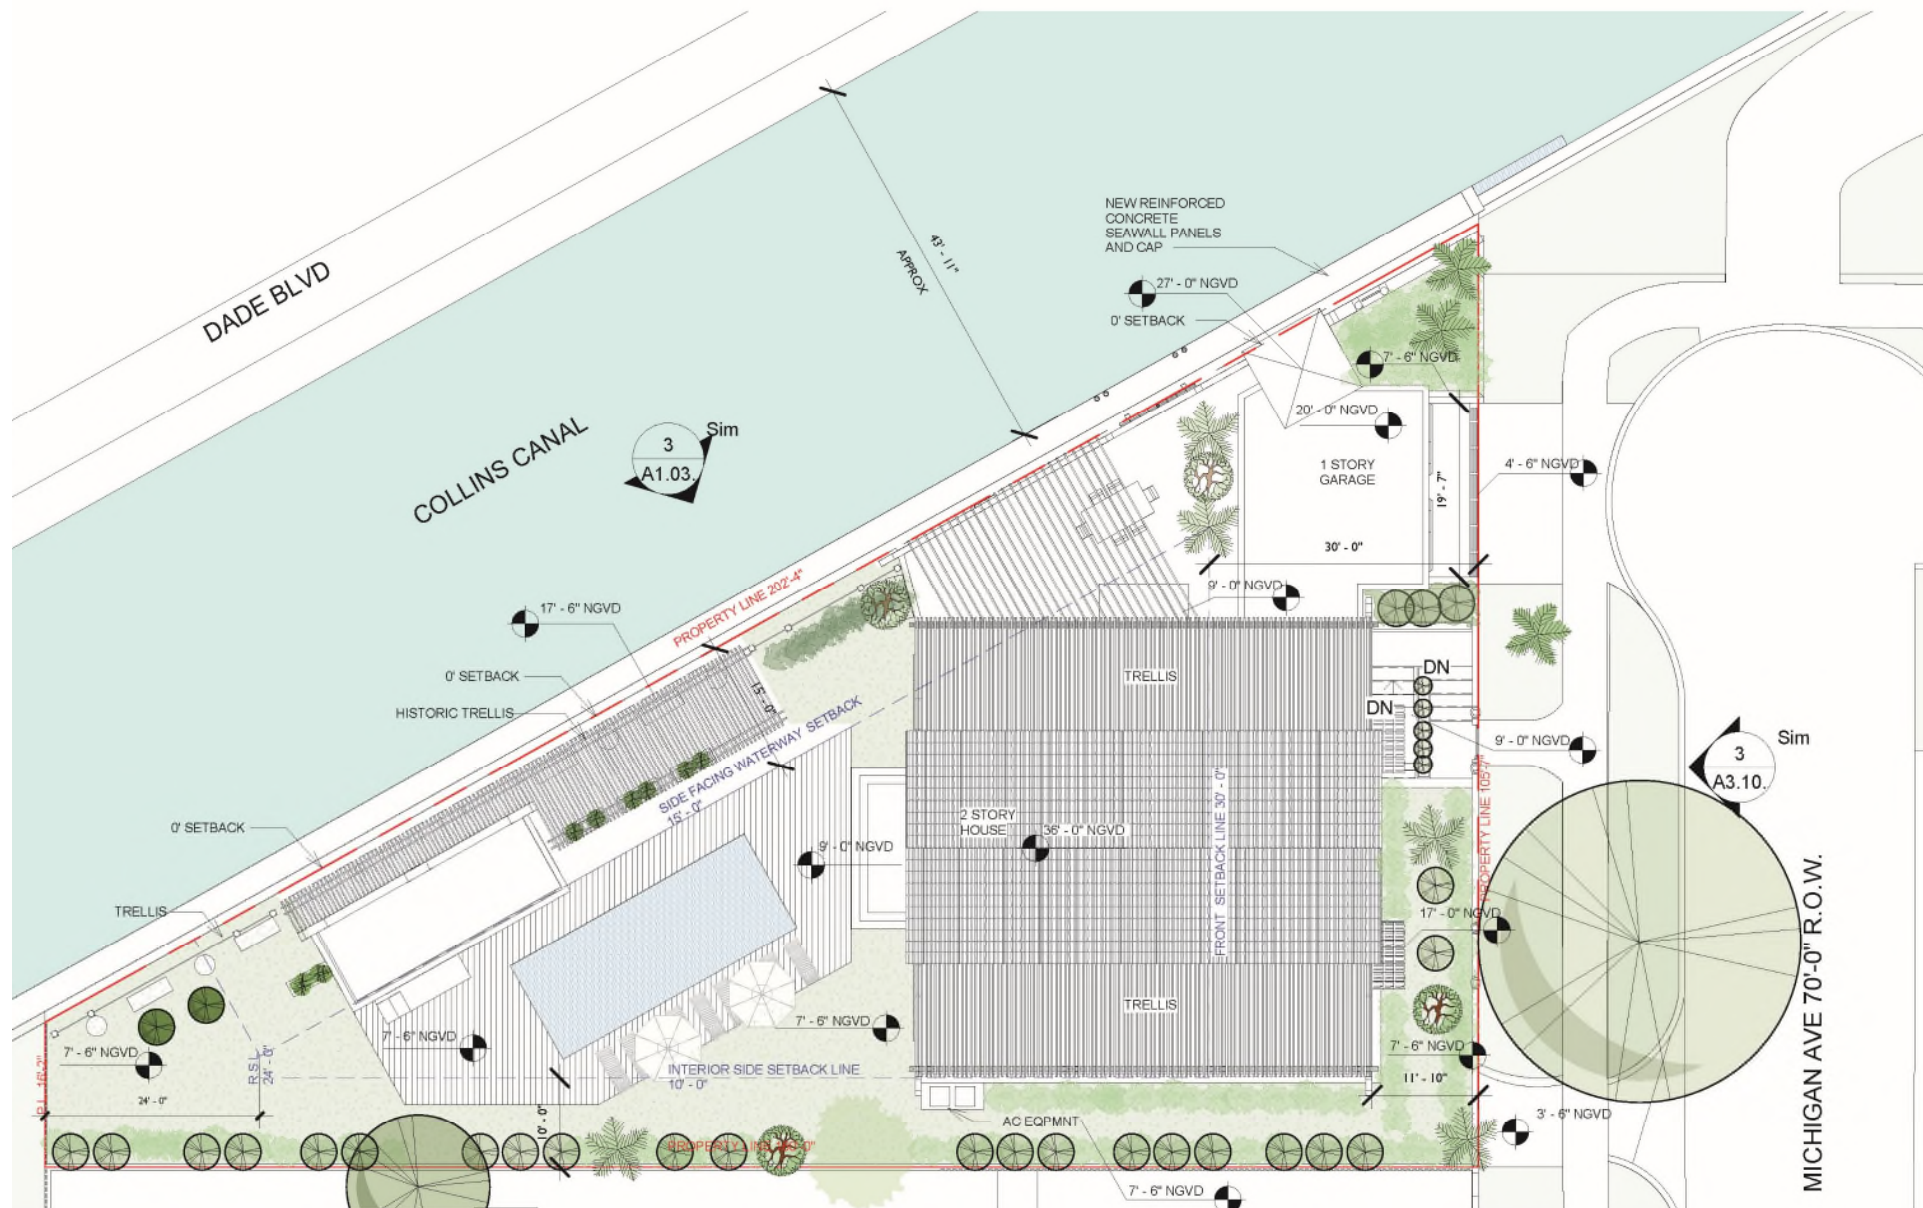 DADE BLVD
COLLINS CANAL
3
A1.03.
Sim
43' - 11"
APPROX
NEW REINFORCED
CONCRETE
SEAWALL PANELS
AND CAP
27' - 0" NGVD
0' SETBACK
7' - 6" NGVD
20' - 0" NGVD
1 STORY
GARAGE
19' - 7"
4' - 6" NGVD
30' - 0"
9' - 0" NGVD
PROPERTY LINE 202'-4"
17' - 6" NGVD
0' SETBACK
HISTORIC TRELLIS
15' - 0"
SIDE FACING WATERWAY SETBACK
15' - 0"
TRELLIS
DN
DN
9' - 0" NGVD
3
A3.10.
Sim
0' SETBACK
2 STORY
HOUSE
36' - 0" NGVD
FRONT SETBACK LINE 30' - 0"
PROPERTY LINE 105'-7"
9' - 0" NGVD
TRELLIS
17' - 0" NGVD
MICHIGAN AVE 70'-0" R.O.W.
TRELLIS
7' - 6" NGVD
7' - 6" NGVD
7' - 6" NGVD
7' - 6" NGVD
P.L. 16'-2"
R.S.L.
24' - 0"
24' - 0"
INTERIOR SIDE SETBACK LINE
10' - 0"
10' - 0"
11' - 10"
AC EQPMNT
3' - 6" NGVD
PROPERTY LINE
7' - 6" NGVD